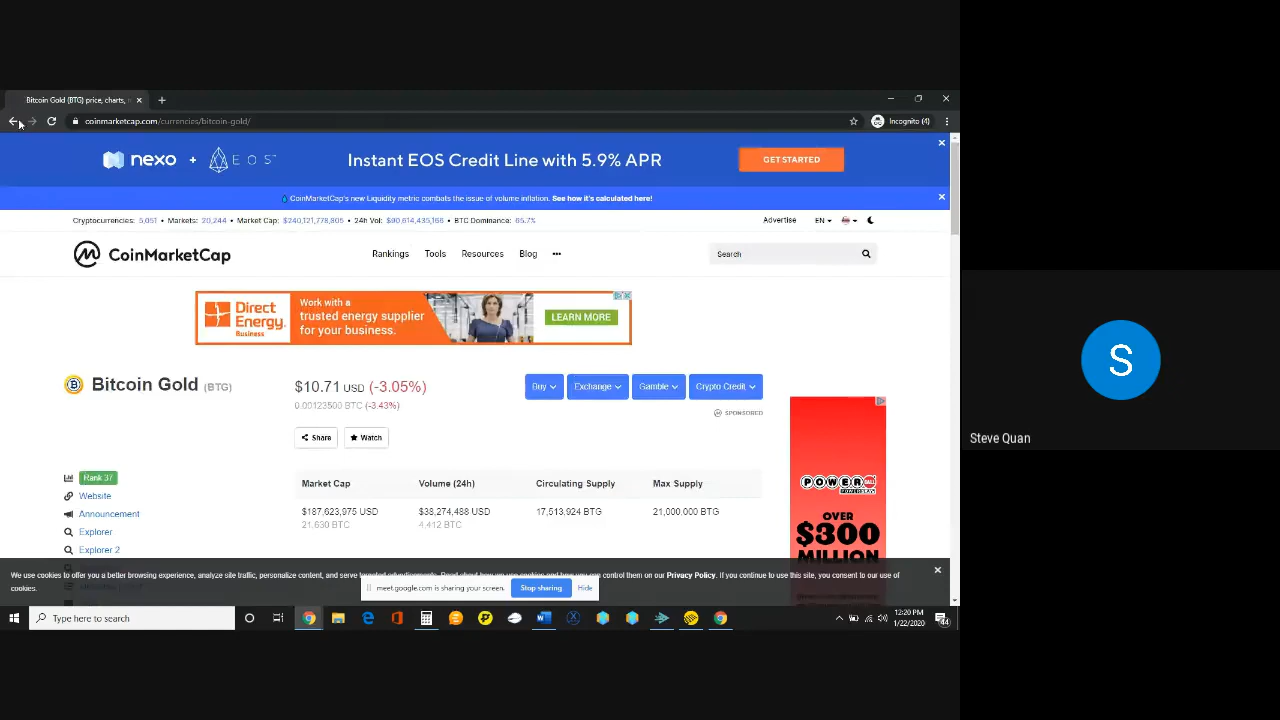 Bitcoin Gold (BTG) price, charts,
coinmarketcap.com/currencies/bitcoin-gold/
Incognito (4)
nexo + EOS
Instant EOS Credit Line with 5.9% APR
GET STARTED
CoinMarketCap's new Liquidity metric combats the issue of volume inflation. See how it's calculated here!
Cryptocurrencies: 5,051 • Markets: 20,244 • Market Cap: $240,121,778,805 • 24h Vol: $90,614,435,166 • BTC Dominance: 65.7%
Advertise
EN
CoinMarketCap
Rankings
Tools
Resources
Blog
Search
Direct Energy. Business
Work with a
trusted energy supplier
for your business.
LEARN MORE
Bitcoin Gold (BTG)
$10.71 USD (-3.05%)
0.00123500 BTC (-3.43%)
Buy
Exchange
Gamble
Crypto Credit
SPONSORED
Share
Watch
Rank 37
Website
Announcement
Explorer
Explorer 2
Market Cap
Volume (24h)
Circulating Supply
Max Supply
$187,623,975 USD
$38,274,488 USD
17,513,924 BTG
21,000,000 BTG
21,630 BTC
4,412 BTC
POWERBALL
POWERPLAY
OVER
$300
MILLION
We use cookies to offer you a better browsing experience, analyze site traffic, personalize content, and serve
control them on our Privacy Policy. If you continue to use this site, you consent to our use of
cookies.
meet.google.com is sharing your screen.
Stop sharing
Hide
Type here to search
12:20 PM
1/22/2020
44
S
Steve Quan